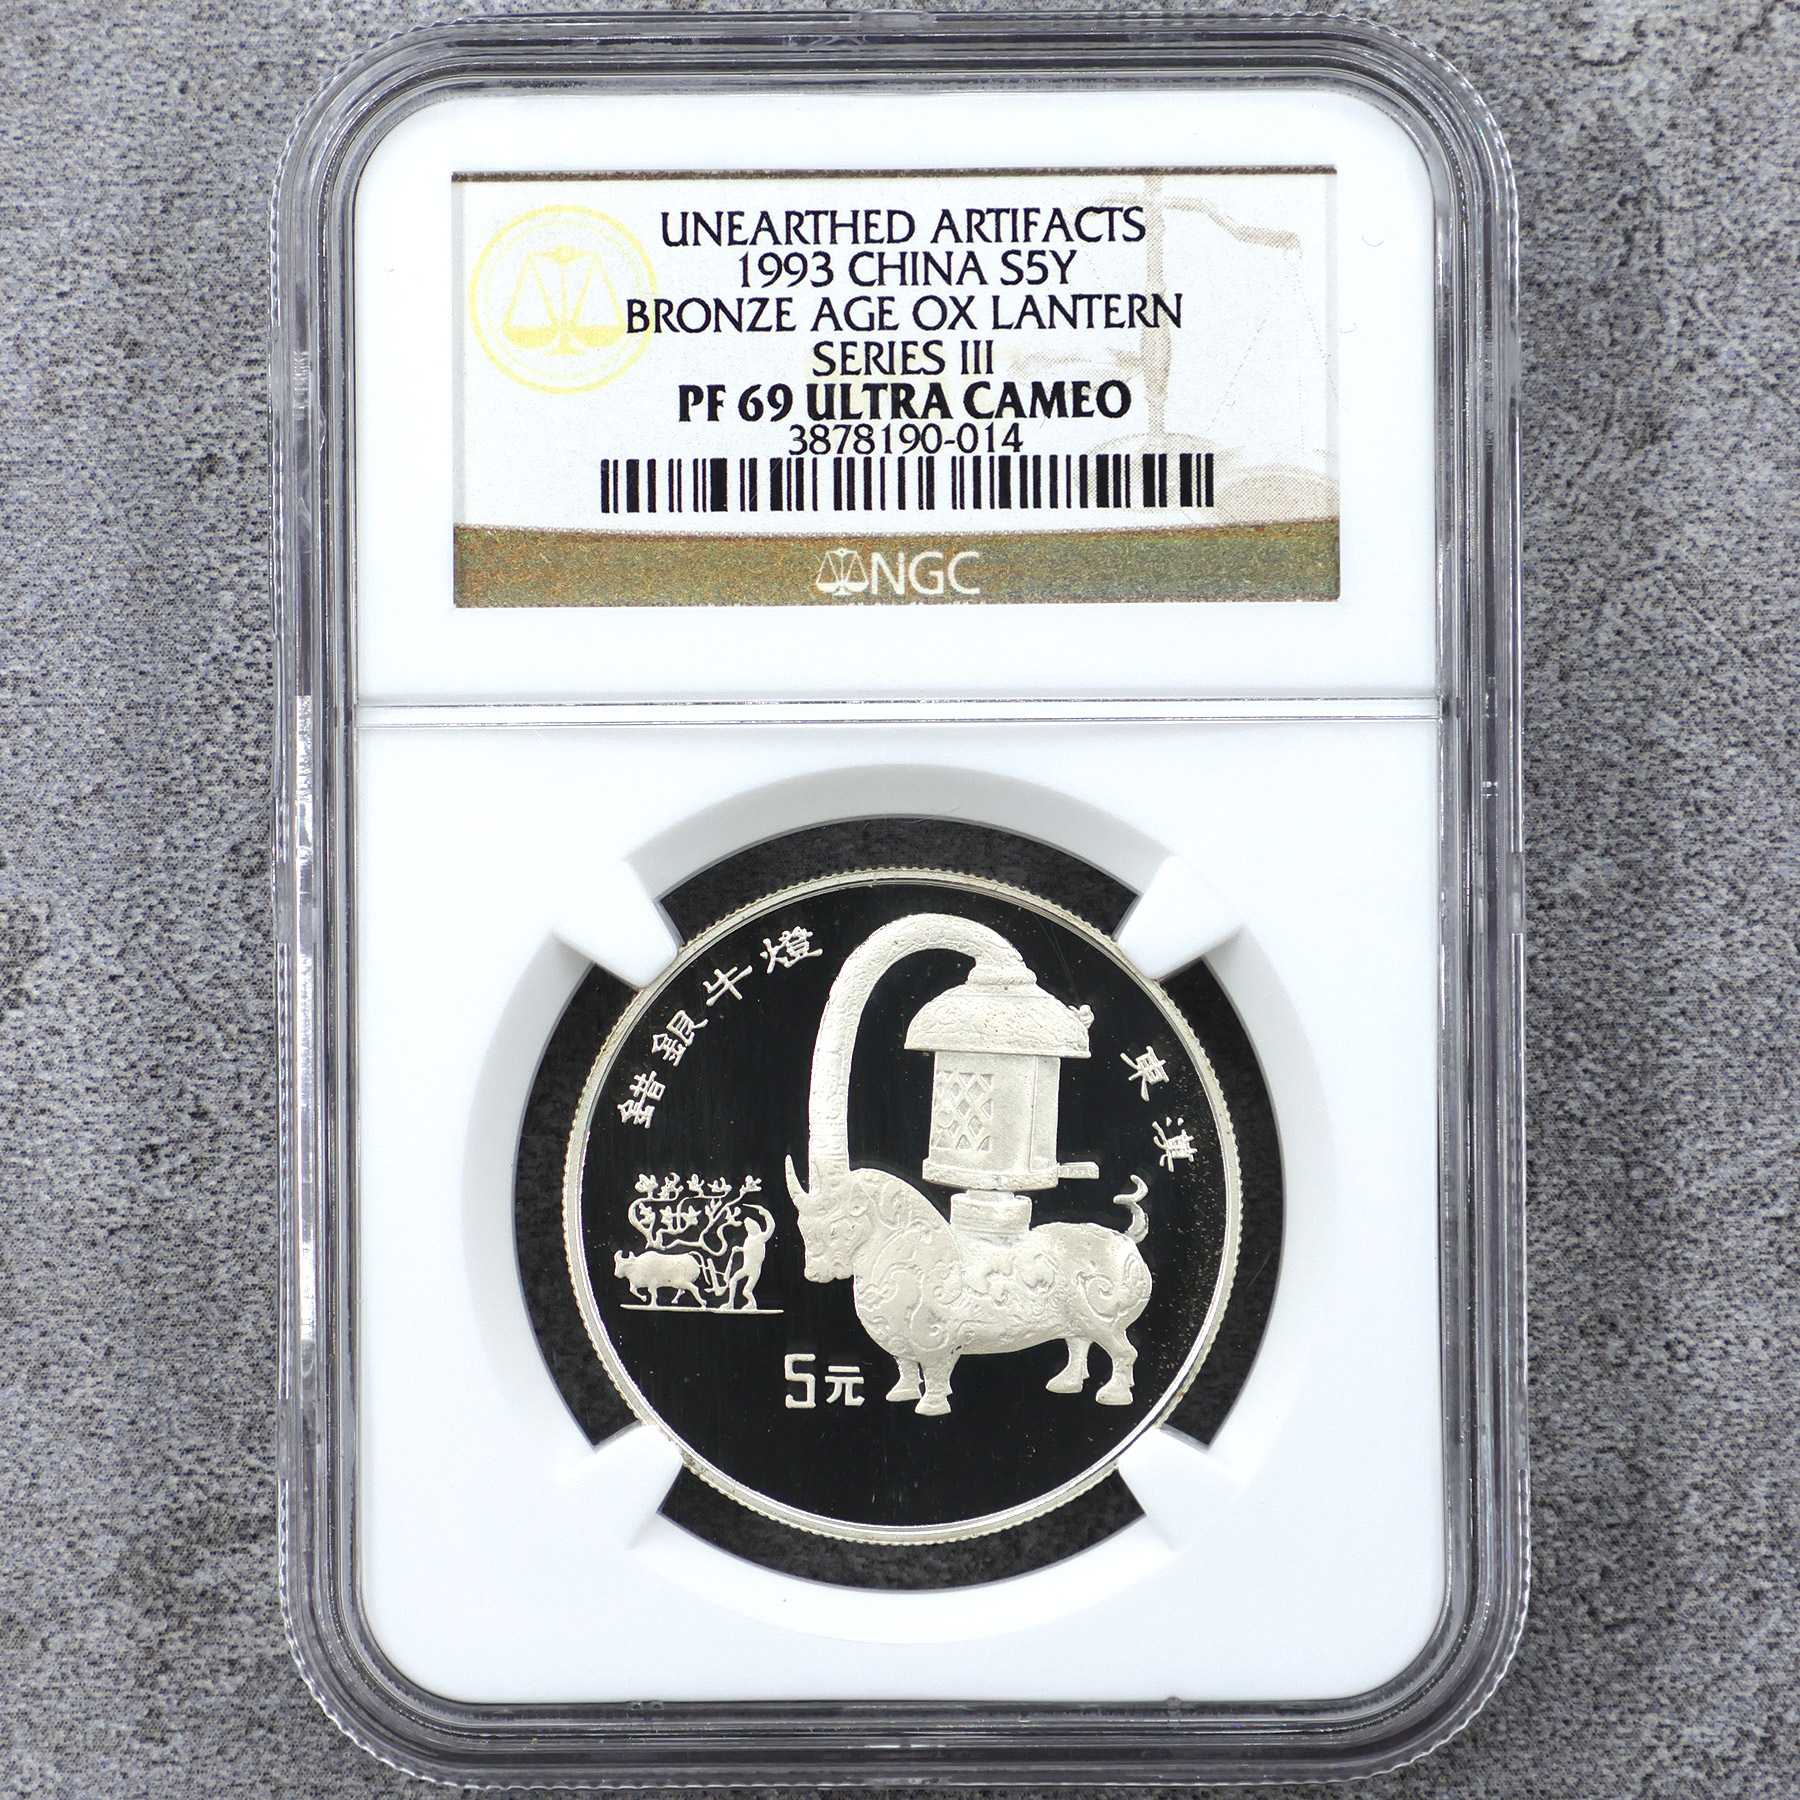 UNEARTHED ARTIFACTS
1993 CHINA S5Y
BRONZE AGE OX LANTERN
SERIES III
PF 69 ULTRA CAMEO
3878190-014
NGC
錯銀牛燈
東漢
5元